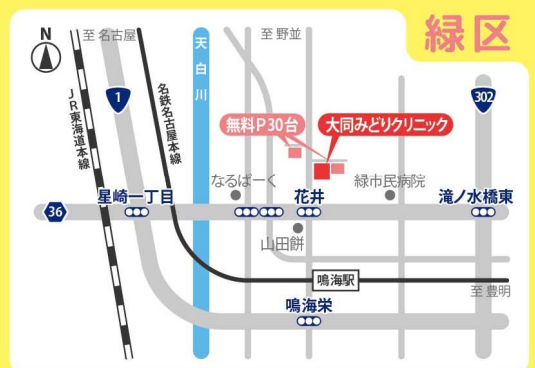 緑区
N
至 名古屋
至 野並
天白川
1
302
JR東海道本線
名鉄名古屋本線
無料P30台
大同みどりクリニック
なるぱーく
緑市民病院
星崎一丁目
花井
滝ノ水橋東
36
山田餅
鳴海駅
至 豊明
鳴海栄